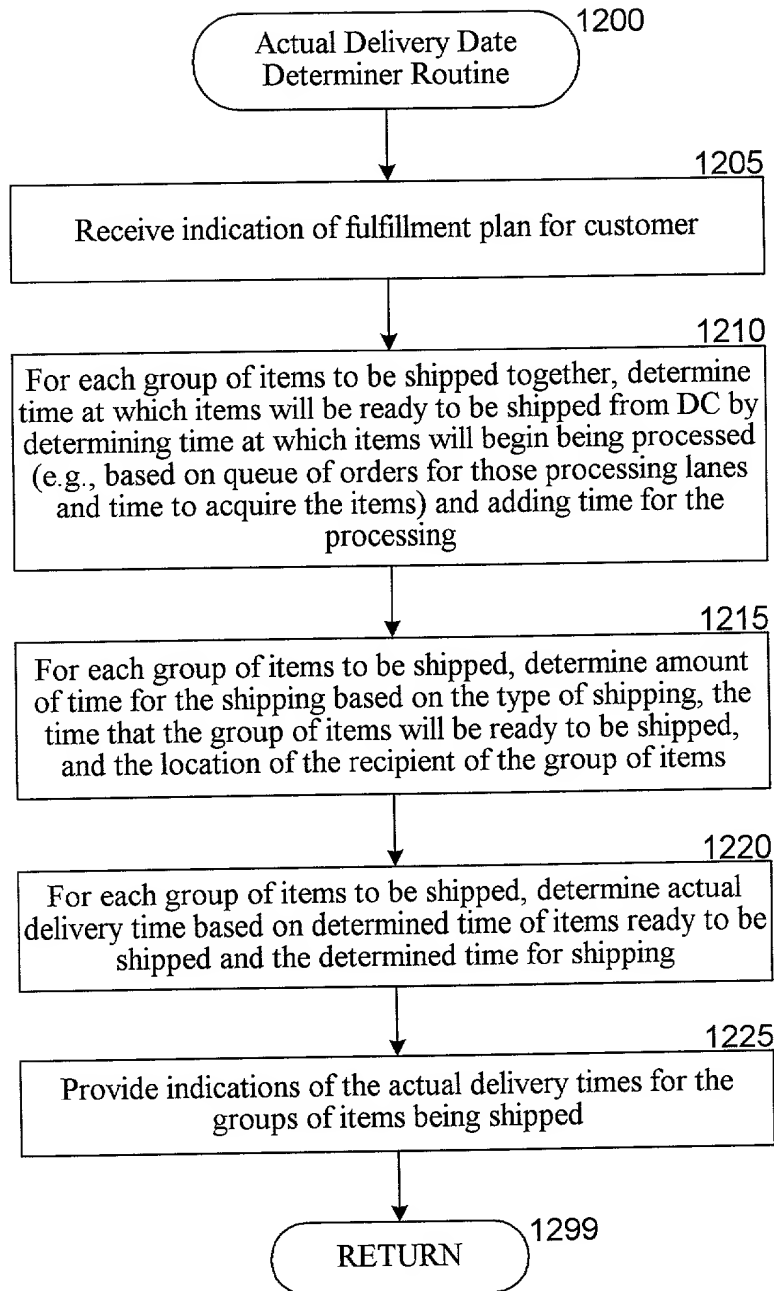 1200
Actual Delivery Date
Determiner Routine
1205
Receive indication of fulfillment plan for customer
1210
For each group of items to be shipped together, determine
time at which items will be ready to be shipped from DC by
determining time at which items will begin being processed
(e.g., based on queue of orders for those processing lanes
and time to acquire the items) and adding time for the
processing
1215
For each group of items to be shipped, determine amount
of time for the shipping based on the type of shipping, the
time that the group of items will be ready to be shipped,
and the location of the recipient of the group of items
1220
For each group of items to be shipped, determine actual
delivery time based on determined time of items ready to be
shipped and the determined time for shipping
1225
Provide indications of the actual delivery times for the
groups of items being shipped
1299
RETURN